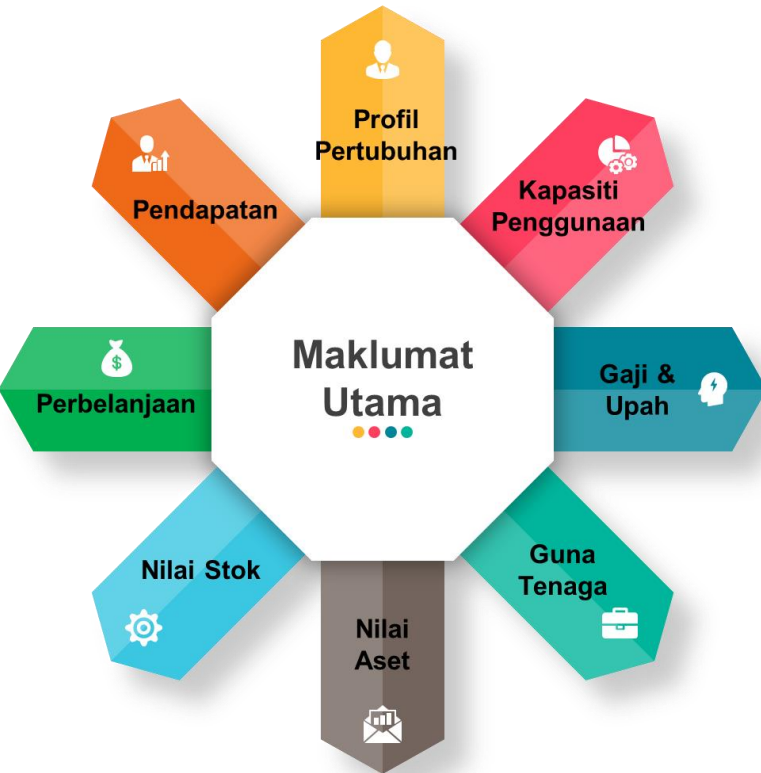 Profil
Pertubuhan
Kapasiti
Penggunaan
Gaji &
Upah
Guna
Tenaga
Nilai
Aset
Nilai Stok
Perbelanjaan
$
Pendapatan
Maklumat
Utama